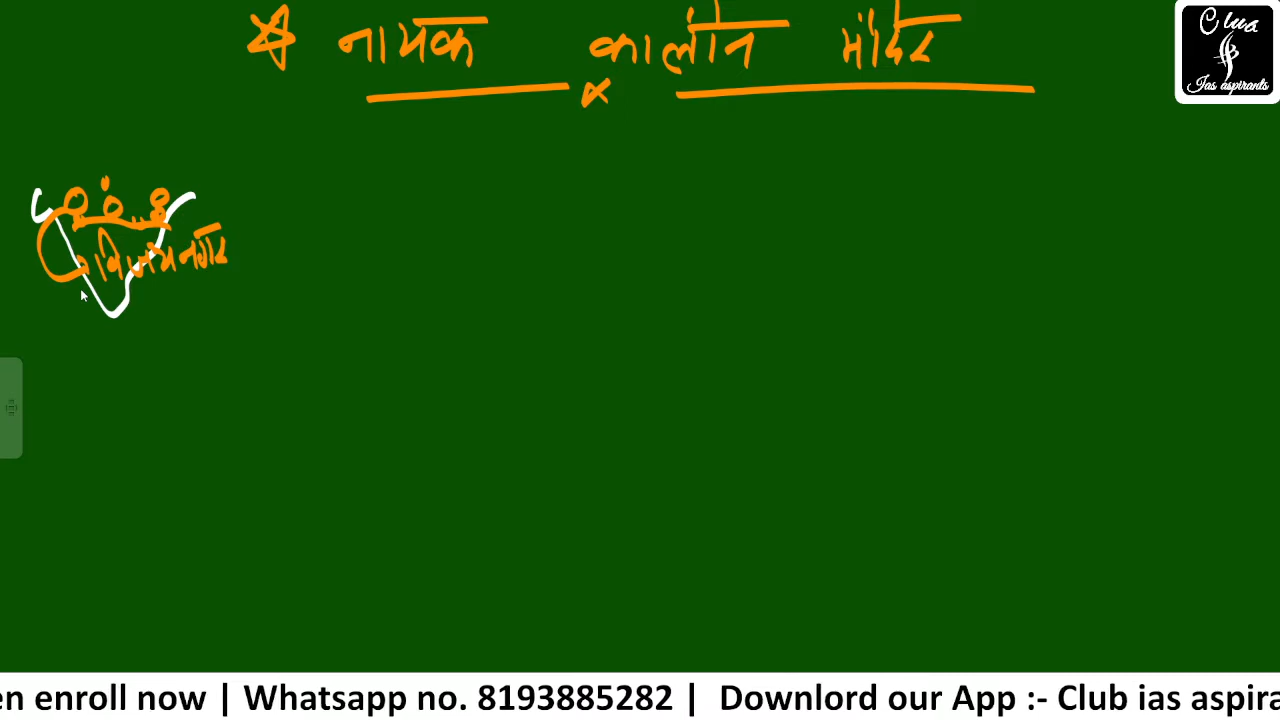 नायक कालीन मंदिर
Club
Ias aspirants
विजयनगर
en enroll now | Whatsapp no. 8193885282 | Downlord our App :- Club ias aspira